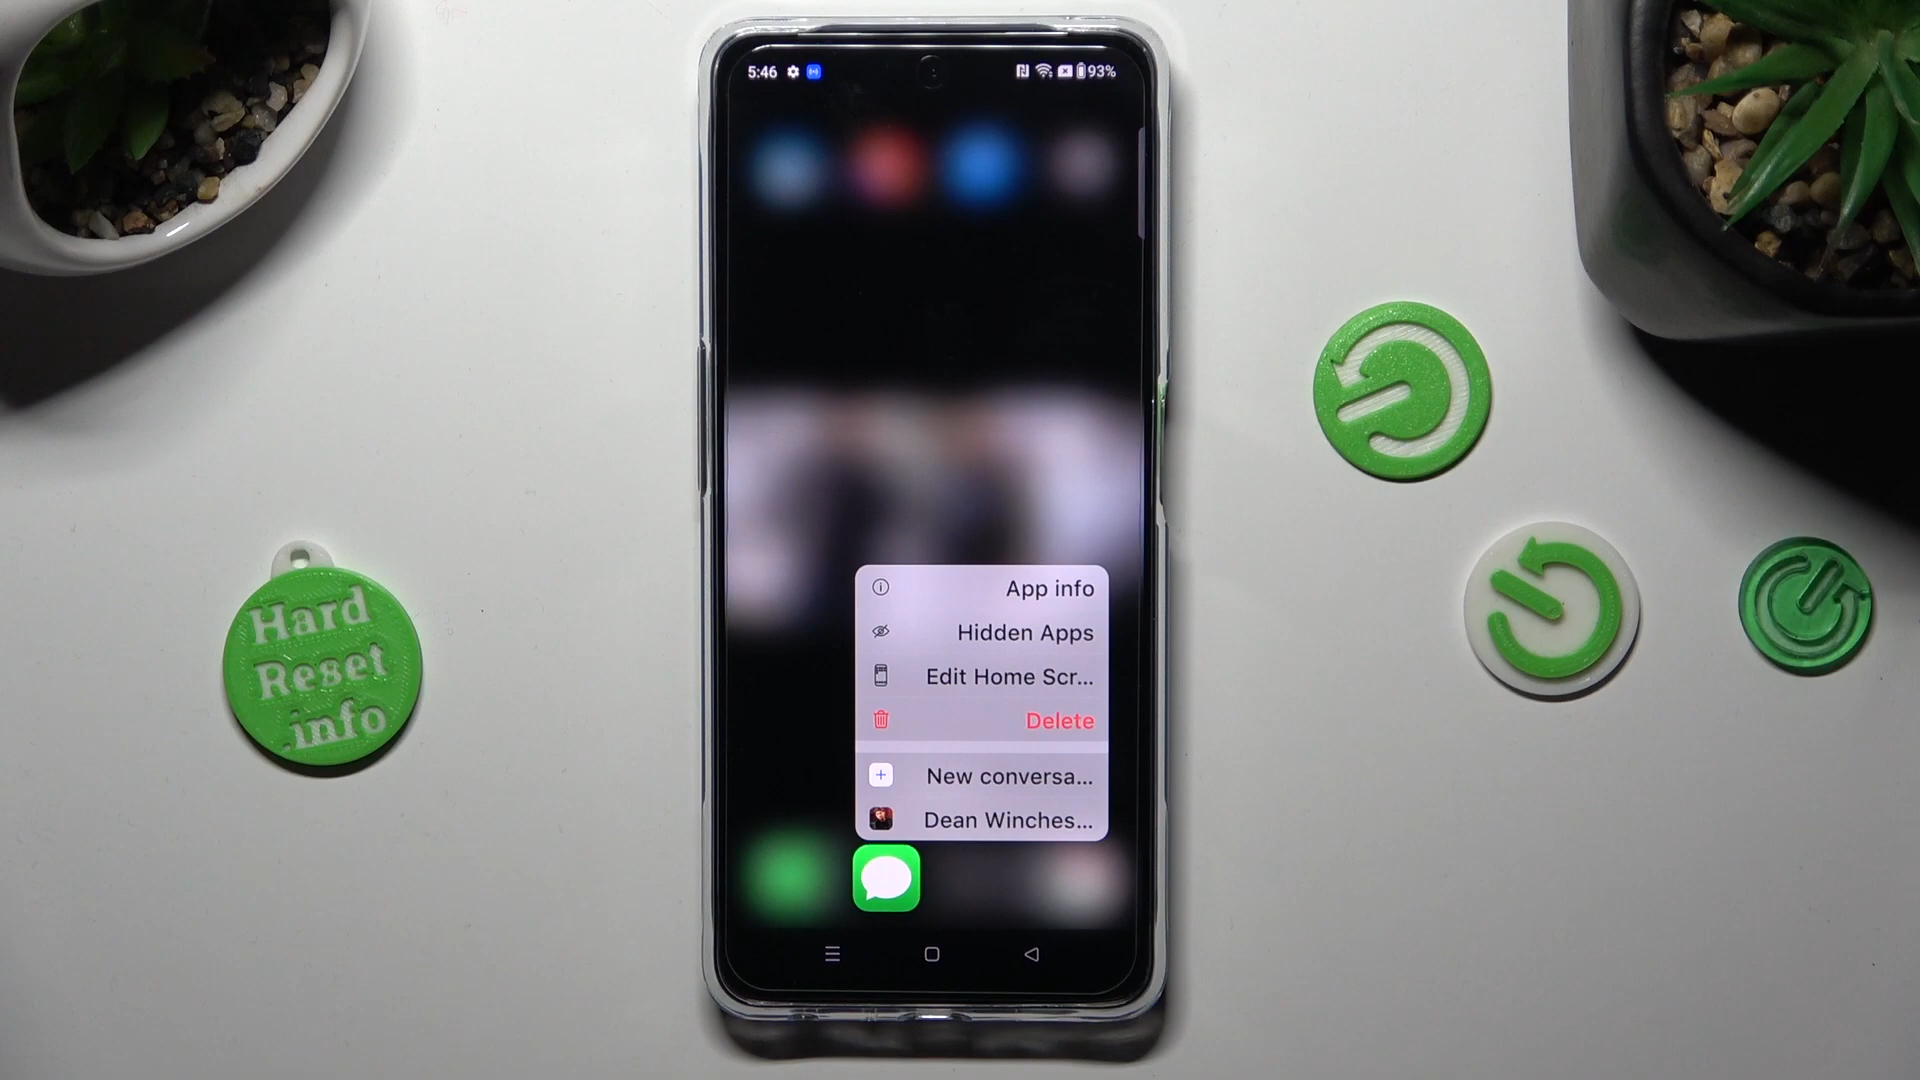 5:46
93%
App info
Hidden Apps
Edit Home Scr...
Delete
New conversa...
Dean Winches...
Hard
Reset
.info